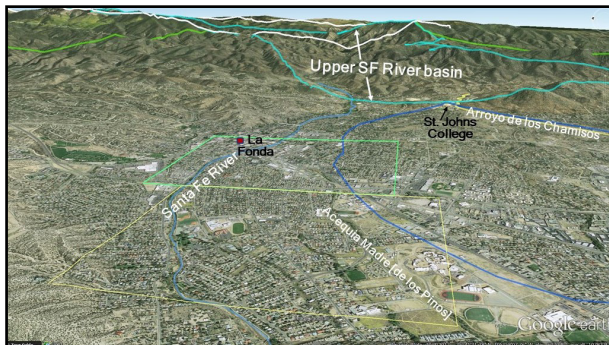 Upper SF River basin
Arroyo de los Chamisos
St. Johns
College
La
Fonda
Santa Fe River
Acequia Madre (de los Pinos)
Google earth